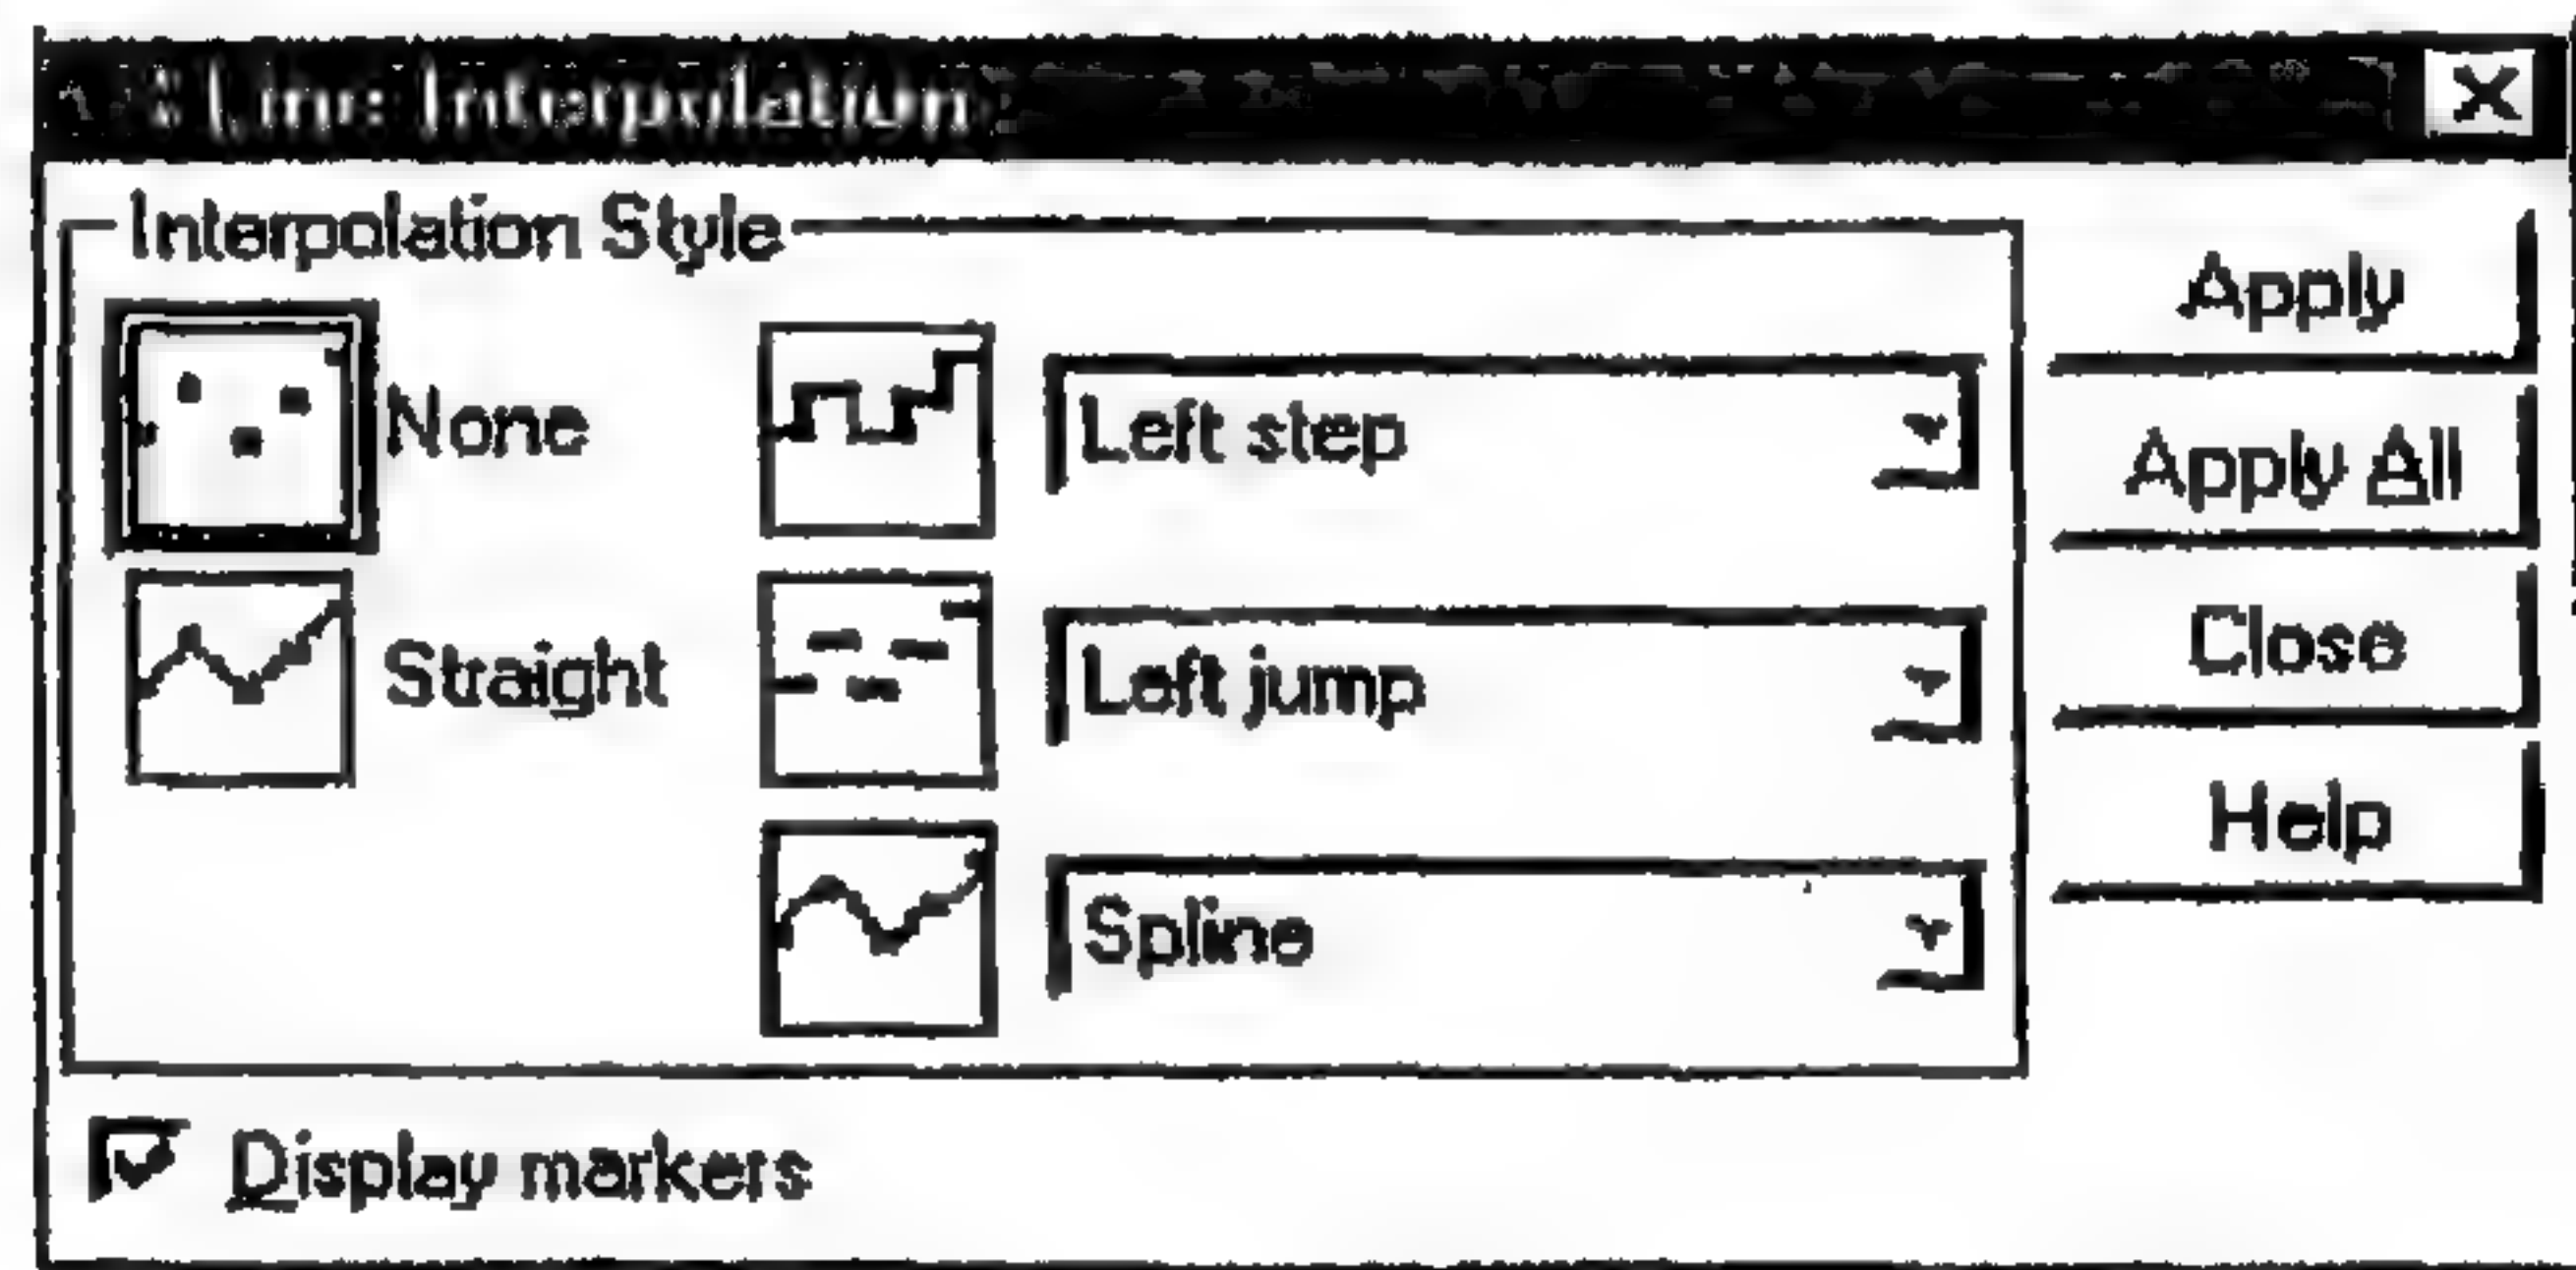 Line Interpolation
Interpolation Style
None
Left step
Straight
Left jump
Spline
Display markers
Apply
Apply All
Close
Help